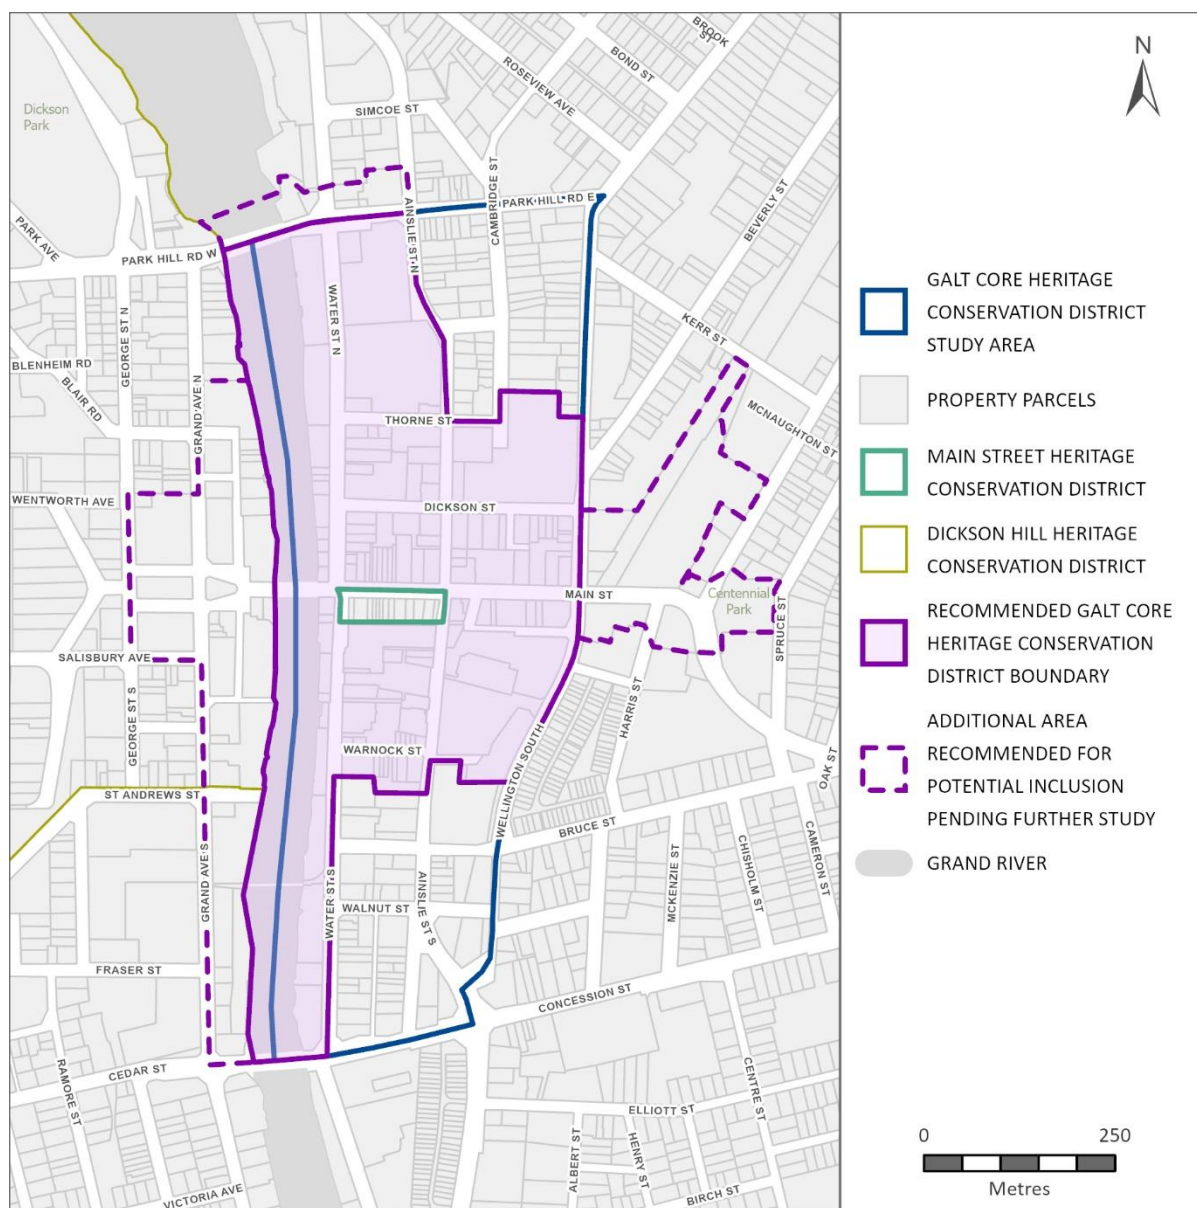 BROOK
ST
BOND ST
ROSEVIEW AVE
Dickson
Park
SIMCOE ST
CAMBRIDGE ST
AINSLIE ST N
PARK HILL RD E
BEVERLY ST
PARK AVE
PARK HILL RD W
GEORGE ST N
WATER ST N
KERR ST
BLENHEIM RD
BLAIR RD
GRAND AVE N
THORNE ST
MCNAUGHTON ST
WENTWORTH AVE
DICKSON ST
MAIN ST
Centennial
Park
SPRUCE ST
SALISBURY AVE
GEORGE ST S
HARRIS ST
WARNOCK ST
WELLINGTON SOUTH
OAK ST
ST ANDREWS ST
BRUCE ST
GRAND AVE S
WATER ST S
AINSLIE ST S
WALNUT ST
MCKENZIE ST
CHISHOLM ST
CAMERON ST
FRASER ST
CONCESSION ST
CEDAR ST
RAMORE ST
CENTRE ST
ELLIOTT ST
ALBERT ST
HENRY ST
BIRCH ST
VICTORIA AVE
N
GALT CORE HERITAGE
CONSERVATION DISTRICT
STUDY AREA
PROPERTY PARCELS
MAIN STREET HERITAGE
CONSERVATION DISTRICT
DICKSON HILL HERITAGE
CONSERVATION DISTRICT
RECOMMENDED GALT CORE
HERITAGE CONSERVATION
DISTRICT BOUNDARY
ADDITIONAL AREA
RECOMMENDED FOR
POTENTIAL INCLUSION
PENDING FURTHER STUDY
GRAND RIVER
0 250
Metres